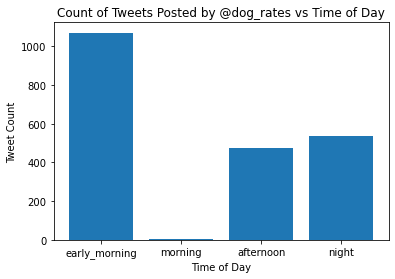 Count of Tweets Posted by @dog_rates vs Time of Day
Tweet Count
1000
800
600
400
200
0
early_morning morning afternoon night
Time of Day